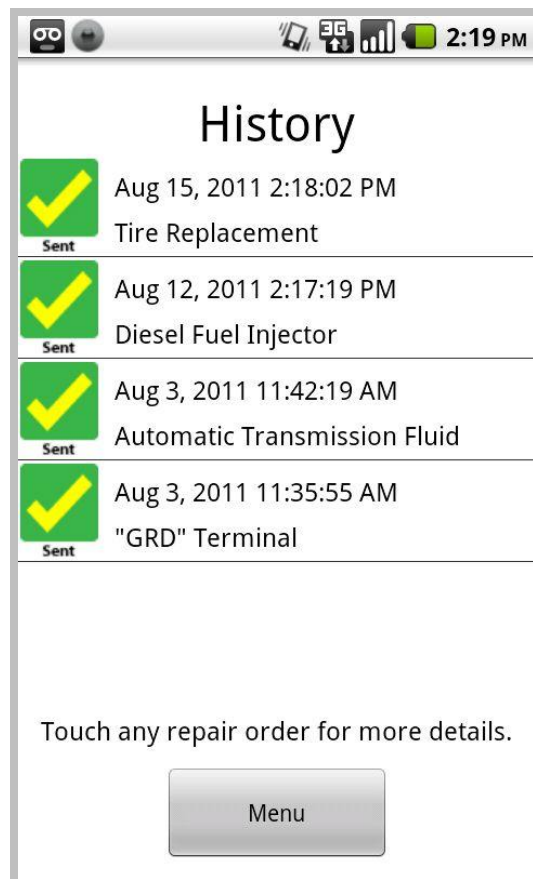 3G 2:19 PM
History
Aug 15, 2011 2:18:02 PM
Tire Replacement
Sent
Aug 12, 2011 2:17:19 PM
Diesel Fuel Injector
Sent
Aug 3, 2011 11:42:19 AM
Automatic Transmission Fluid
Sent
Aug 3, 2011 11:35:55 AM
"GRD" Terminal
Sent
Touch any repair order for more details.
Menu